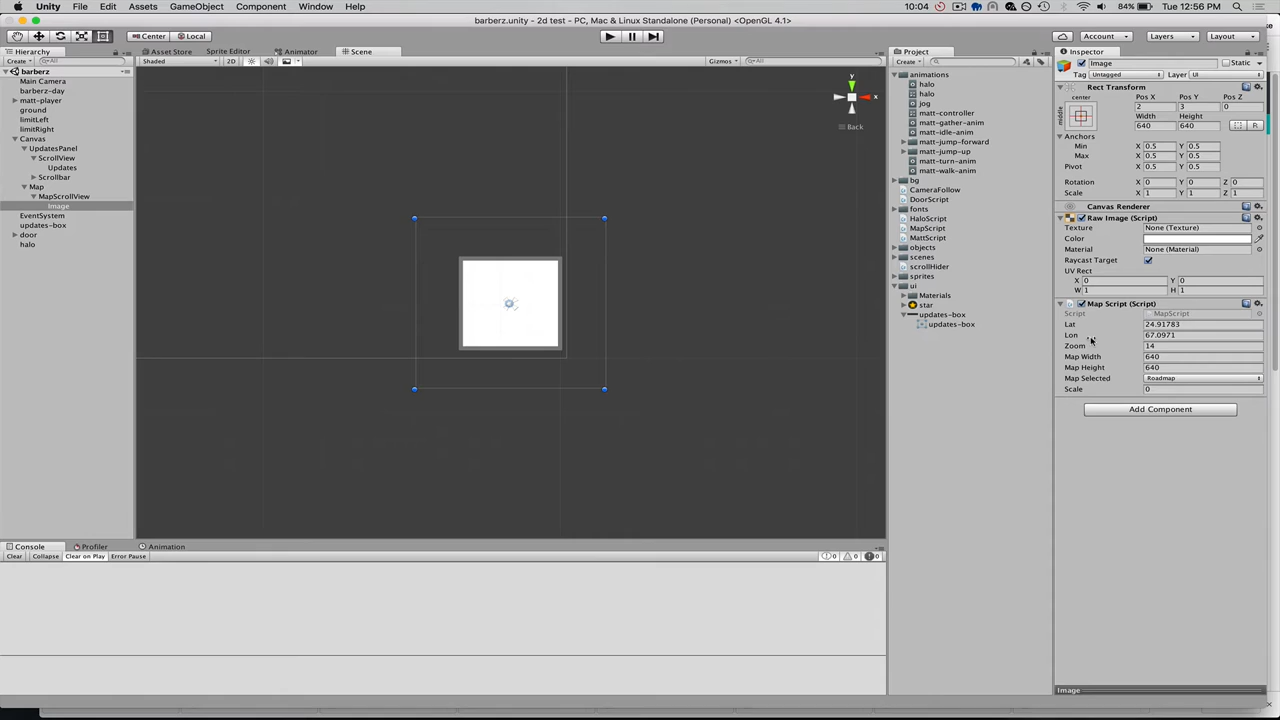 Unity File Edit Assets GameObject Component Window Help 10:04 84% Tue 12:56 PM
barberz.unity - 2d test - PC, Mac & Linux Standalone (Personal) <OpenGL 4.1>
Center Local Account Layers Layout
Hierarchy Asset Store Sprite Editor Animator Scene Project Inspector
Create All Shaded 2D Gizmos All Create Image Static
barberz
Tag Untagged Layer UI
Main Camera
barberz-day
matt-player
ground
limitLeft
limitRight
Canvas
UpdatesPanel
ScrollView
Updates
Scrollbar
Map
MapScrollView
Image
EventSystem
updates-box
door
halo
y
x
Back
animations
halo
halo
jog
matt-controller
matt-gather-anim
matt-idle-anim
matt-jump-forward
matt-jump-up
matt-turn-anim
matt-walk-anim
bg
CameraFollow
DoorScript
fonts
HaloScript
MapScript
MattScript
objects
scenes
scrollHider
sprites
ui
Materials
star
updates-box
updates-box
Rect Transform
center Pos X Pos Y Pos Z
middle 2 3 0
Width Height
640 640 R
Anchors
Min X 0.5 Y 0.5
Max X 0.5 Y 0.5
Pivot X 0.5 Y 0.5
Rotation X 0 Y 0 Z 0
Scale X 1 Y 1 Z 1
Canvas Renderer
Raw Image (Script)
Texture None (Texture)
Color
Material None (Material)
Raycast Target
UV Rect
X 0 Y 0
W 1 H 1
Map Script (Script)
Script MapScript
Lat 24.91783
Lon 67.0971
Zoom 14
Map Width 640
Map Height 640
Map Selected Roadmap
Scale 0
Add Component
Console Profiler Animation
Clear Collapse Clear on Play Error Pause 0 0 0
Image